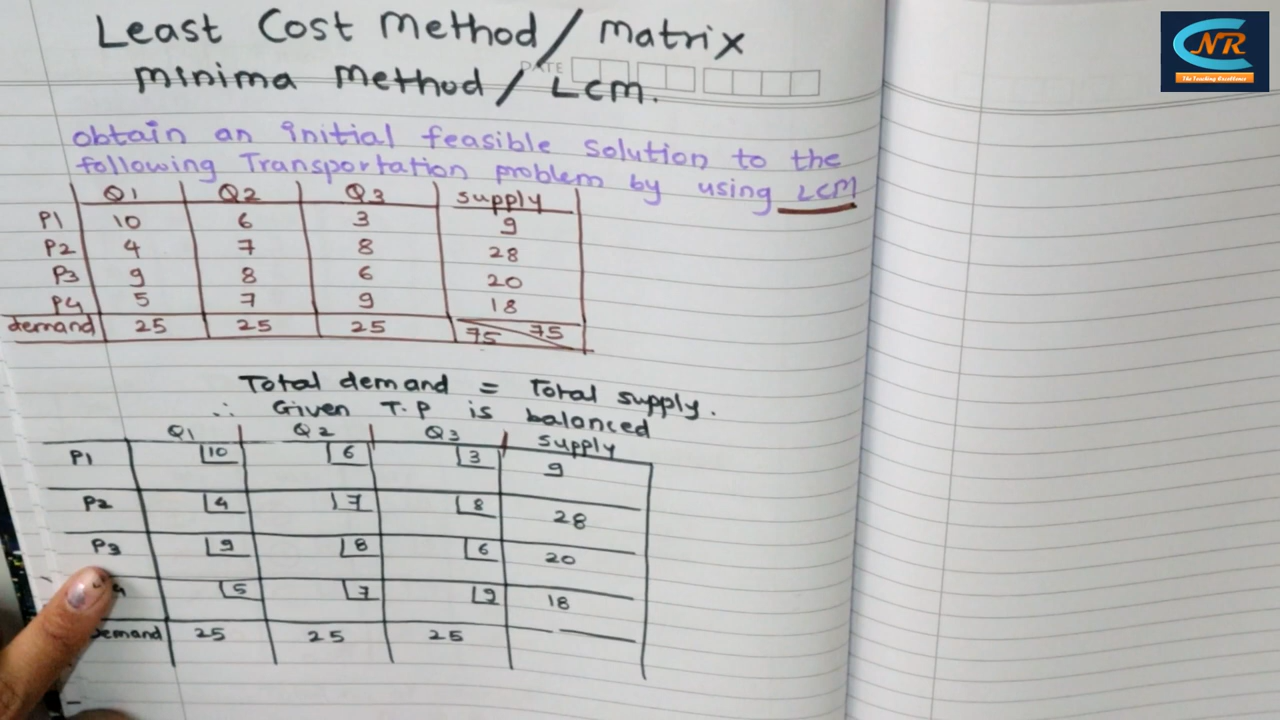 Least Cost Method / Matrix
DATE
minima Method / Lcm.
obtain an initial feasible solution to the
following Transportation problem by using LCM
Q1 Q2 Q3 supply
P1 10 6 3 9
P2 4 7 8 28
P3 9 8 6 20
P4 5 7 9 18
demand 25 25 25 75 75
Total demand = Total supply.
∴ Given T.P is balanced
Q1 Q2 Q3 supply
P1 10 6 3 9
P2 4 7 8 28
P3 9 8 6 20
5 7 9 18
Demand 25 25 25
CNR
The Teaching Excellence